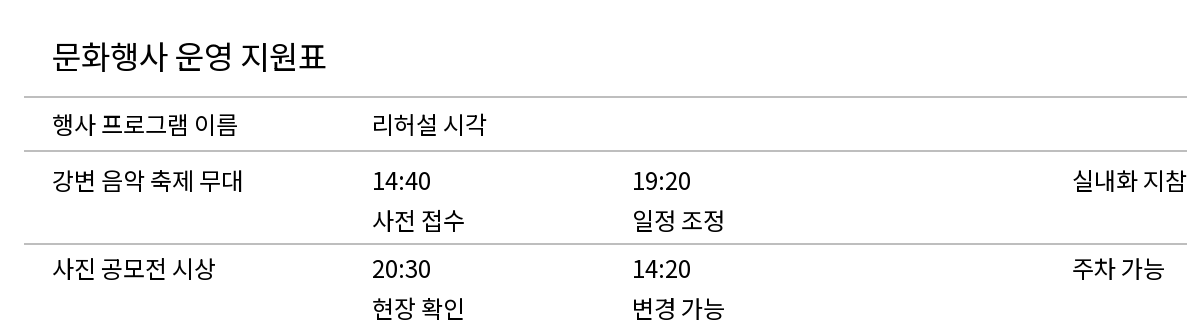 문화행사 운영 지원표
행사 프로그램 이름 리허설 시각
강변 음악 축제 무대 14:40 19:20 실내화 지참
사전 접수 일정 조정
사진 공모전 시상 20:30 14:20 주차 가능
현장 확인 변경 가능